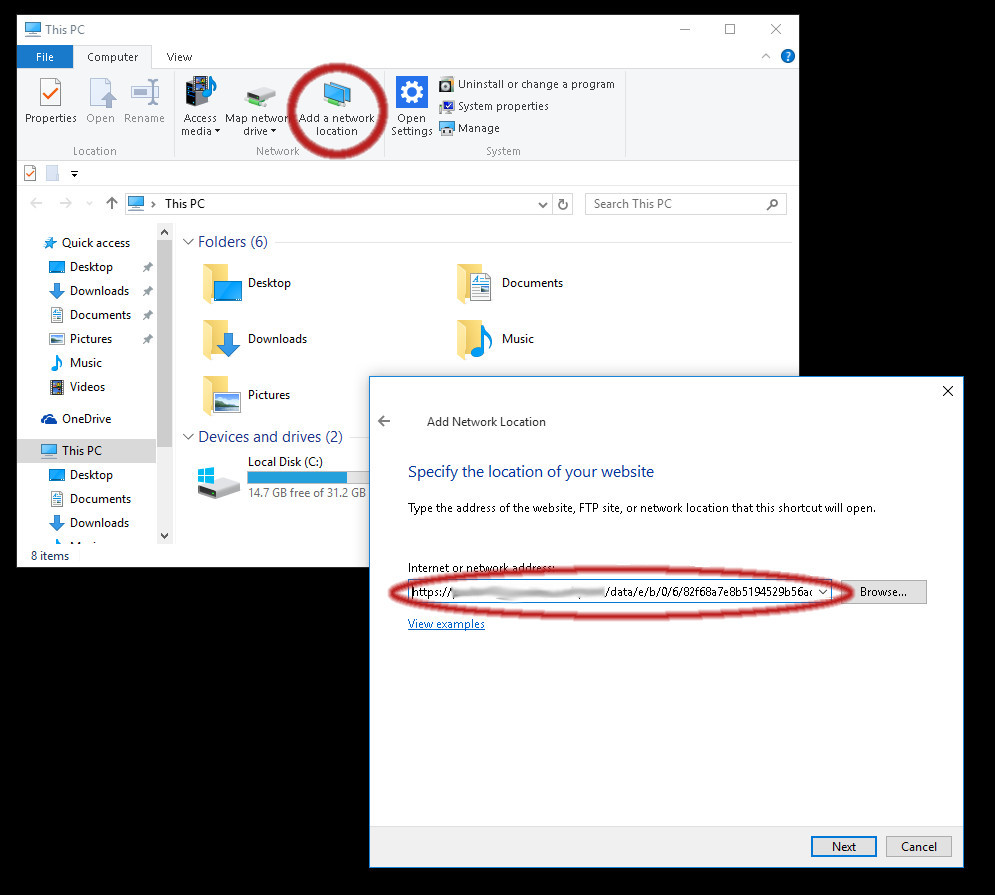 This PC
File Computer View
Properties Open Rename
Access media
Map network drive
Add a network location
Open Settings
Uninstall or change a program
System properties
Manage
Location Network System
This PC
Search This PC
Quick access
Desktop
Downloads
Documents
Pictures
Music
Videos
OneDrive
This PC
Desktop
Documents
Downloads
8 items
Folders (6)
Desktop
Documents
Downloads
Music
Pictures
Devices and drives (2)
Local Disk (C:)
14.7 GB free of 31.2 GB
Add Network Location
Specify the location of your website
Type the address of the website, FTP site, or network location that this shortcut will open.
Internet or network address:
https:// /data/e/b/0/6/82f68a7e8b5194529b56a
Browse...
View examples
Next Cancel